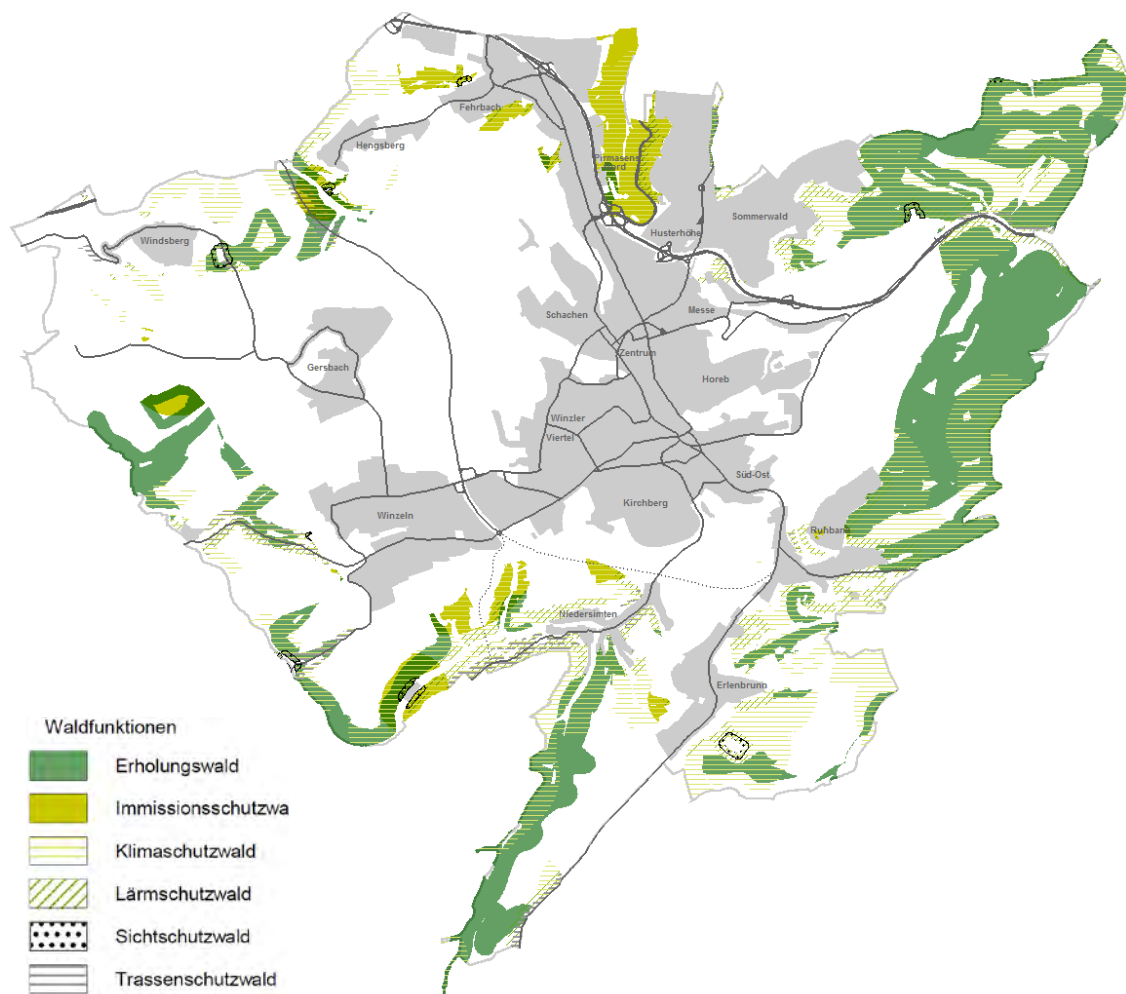 Fehrbach
Hengsberg
Pirmasens
Nord
Sommerwald
Husterhöhe
Windsberg
Schachen
Messe
Zentrum
Gersbach
Horeb
Winzler
Viertel
Süd-Ost
Kirchberg
Winzeln
Ruhbank
Niedersimten
Erlenbrunn
Waldfunktionen
Erholungswald
Immissionsschutzwa
Klimaschutzwald
Lärmschutzwald
Sichtschutzwald
Trassenschutzwald